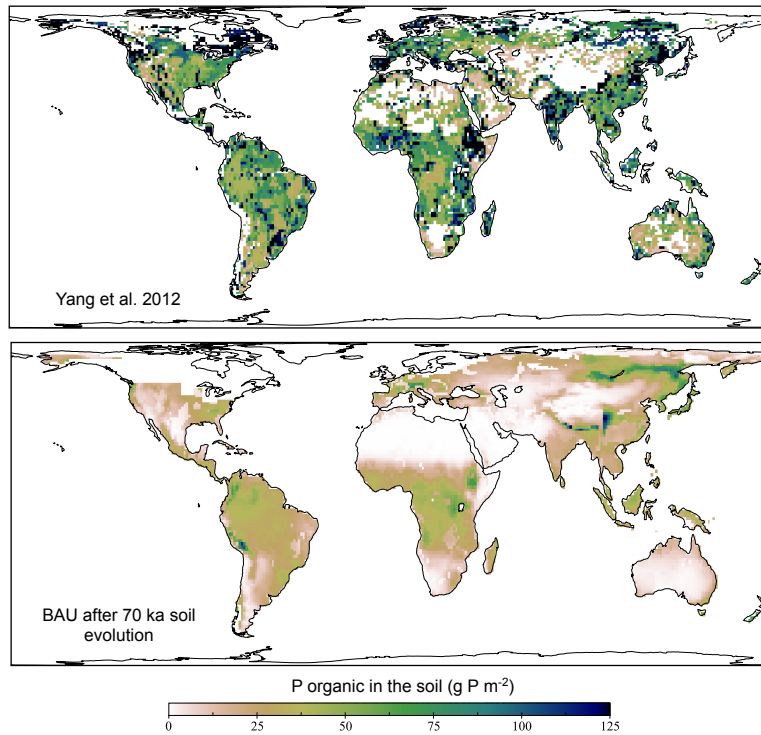 Yang et al. 2012
BAU after 70 ka soil
evolution
P organic in the soil (g P m⁻²)
0 25 50 75 100 125